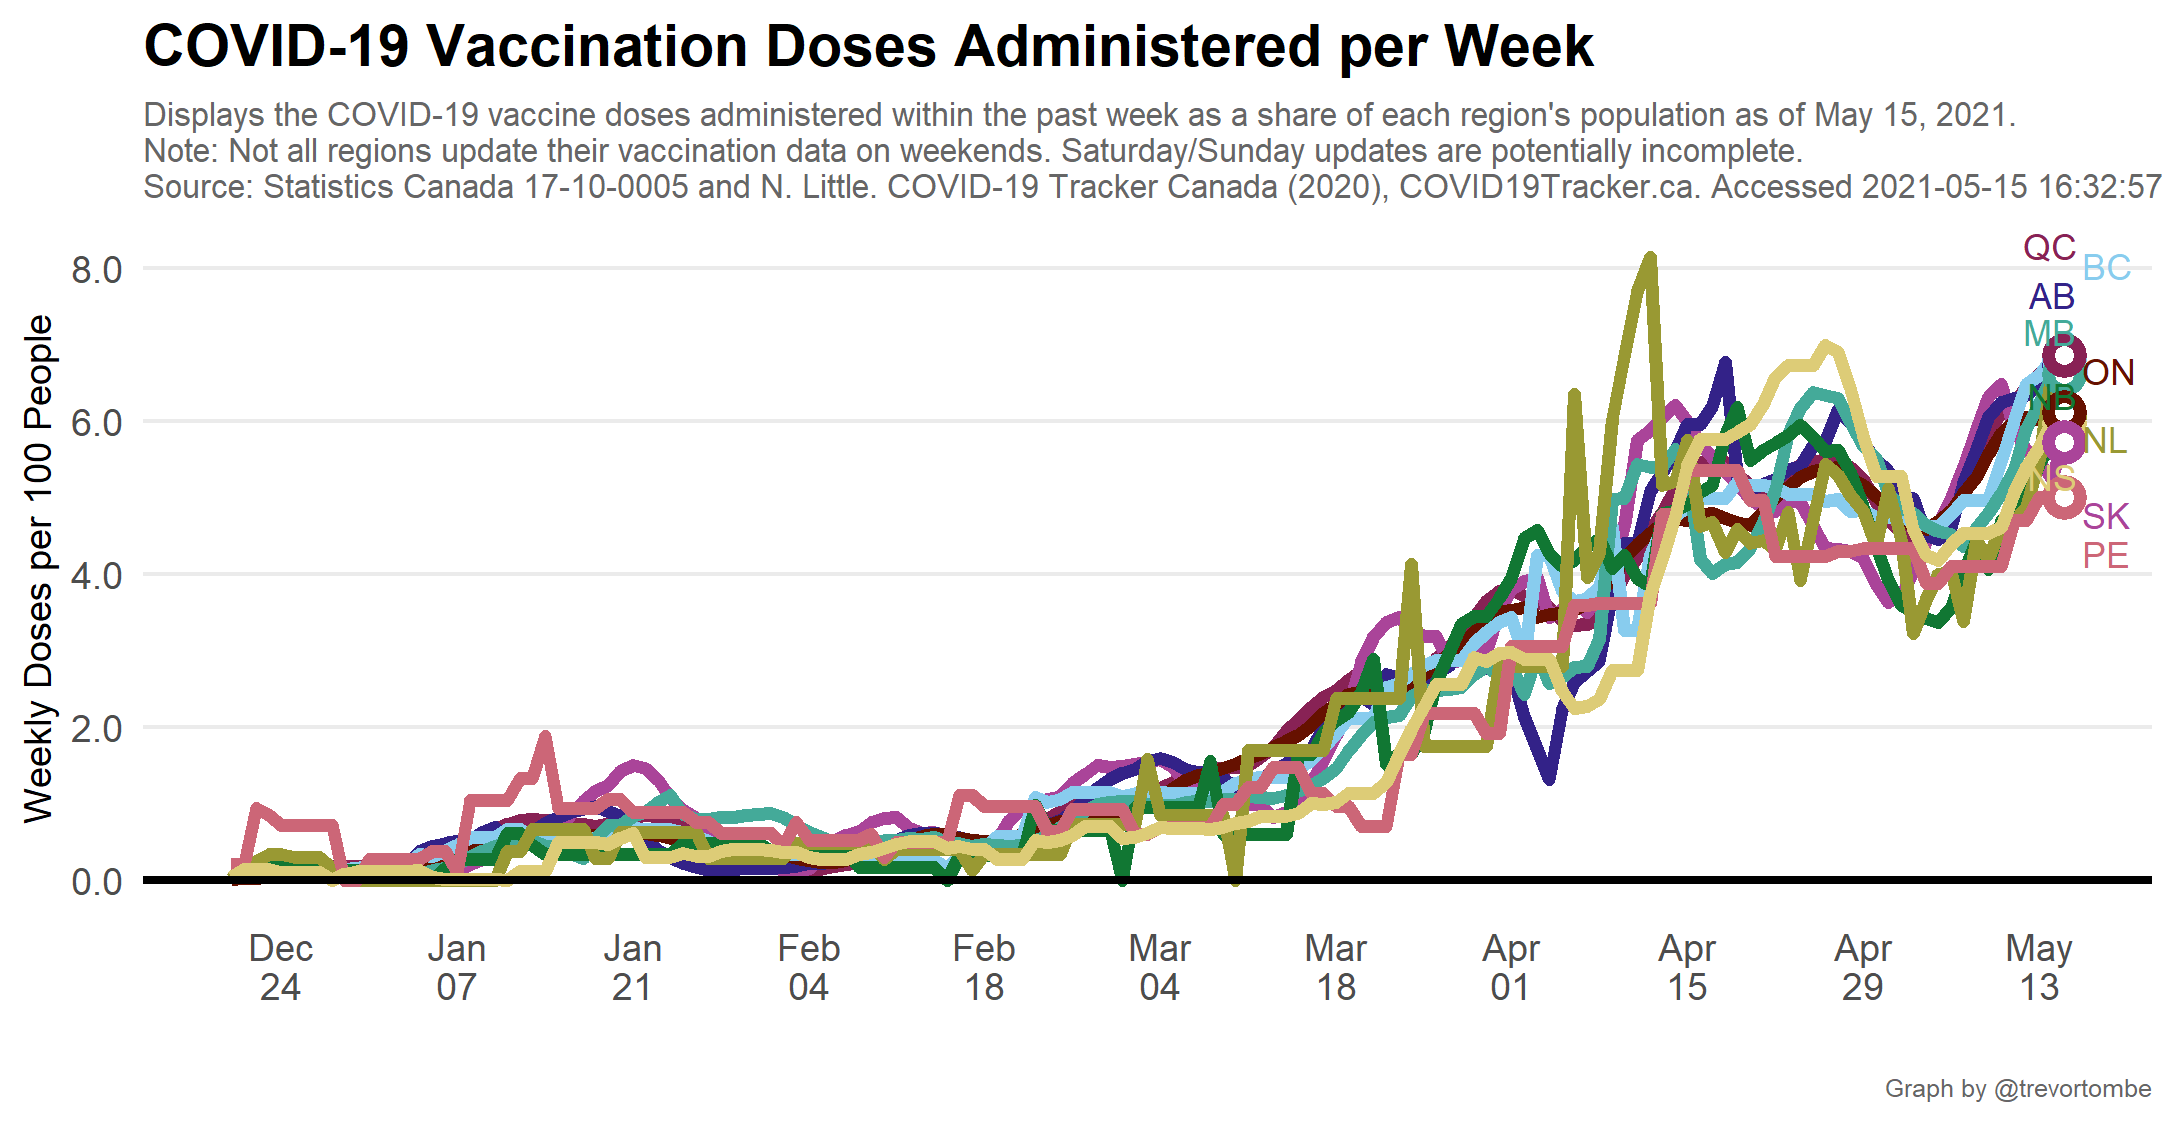 COVID-19 Vaccination Doses Administered per Week
Displays the COVID-19 vaccine doses administered within the past week as a share of each region's population as of May 15, 2021.
Note: Not all regions update their vaccination data on weekends. Saturday/Sunday updates are potentially incomplete.
Source: Statistics Canada 17-10-0005 and N. Little. COVID-19 Tracker Canada (2020), COVID19Tracker.ca. Accessed 2021-05-15 16:32:57
Weekly Doses per 100 People
8.0
6.0
4.0
2.0
0.0
QC
BC
AB
MB
ON
NB
NL
NS
SK
PE
Dec 24
Jan 07
Jan 21
Feb 04
Feb 18
Mar 04
Mar 18
Apr 01
Apr 15
Apr 29
May 13
Graph by @trevortombe